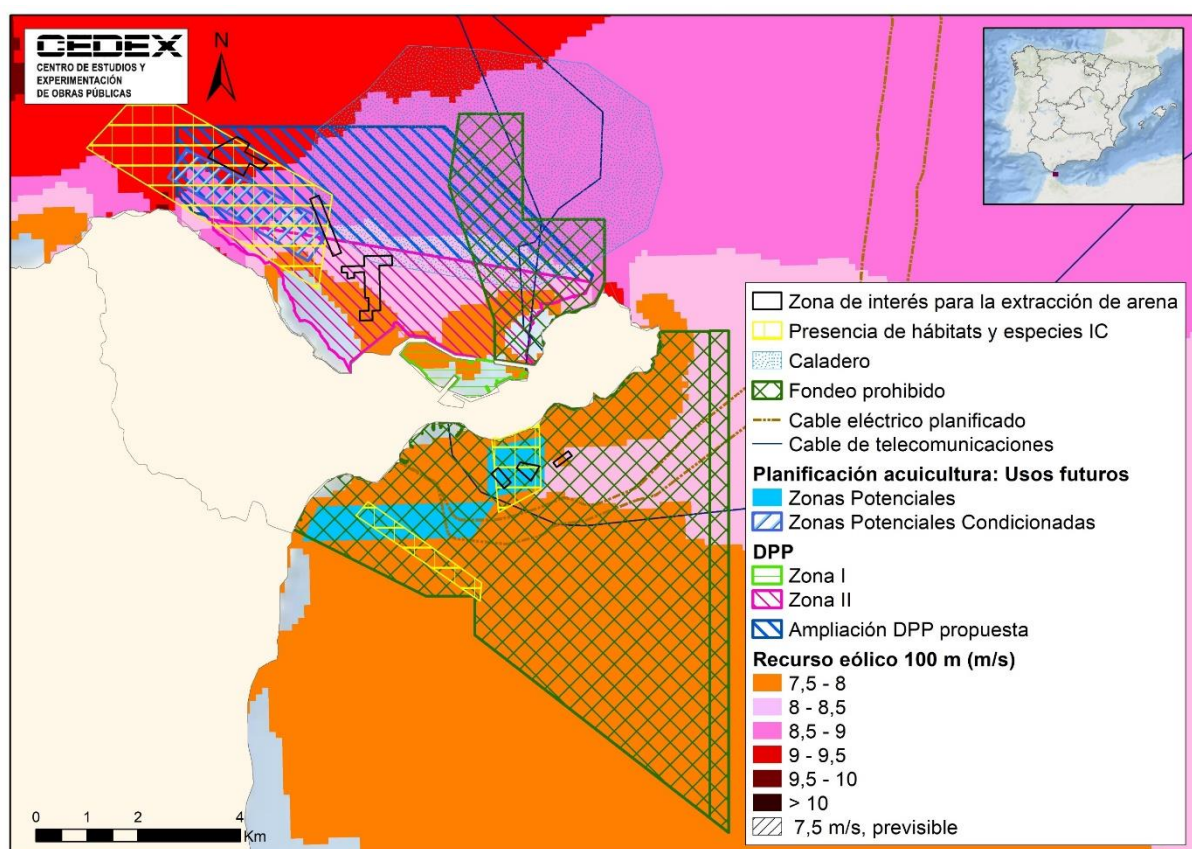 CEDEX
CENTRO DE ESTUDIOS Y
EXPERIMENTACIÓN
DE OBRAS PÚBLICAS
N
Zona de interés para la extracción de arena
Presencia de hábitats y especies IC
Caladero
Fondeo prohibido
Cable eléctrico planificado
Cable de telecomunicaciones
Planificación acuicultura: Usos futuros
Zonas Potenciales
Zonas Potenciales Condicionadas
DPP
Zona I
Zona II
Ampliación DPP propuesta
Recurso eólico 100 m (m/s)
7,5 - 8
8 - 8,5
8,5 - 9
9 - 9,5
9,5 - 10
> 10
7,5 m/s, previsible
0 1 2 4
Km